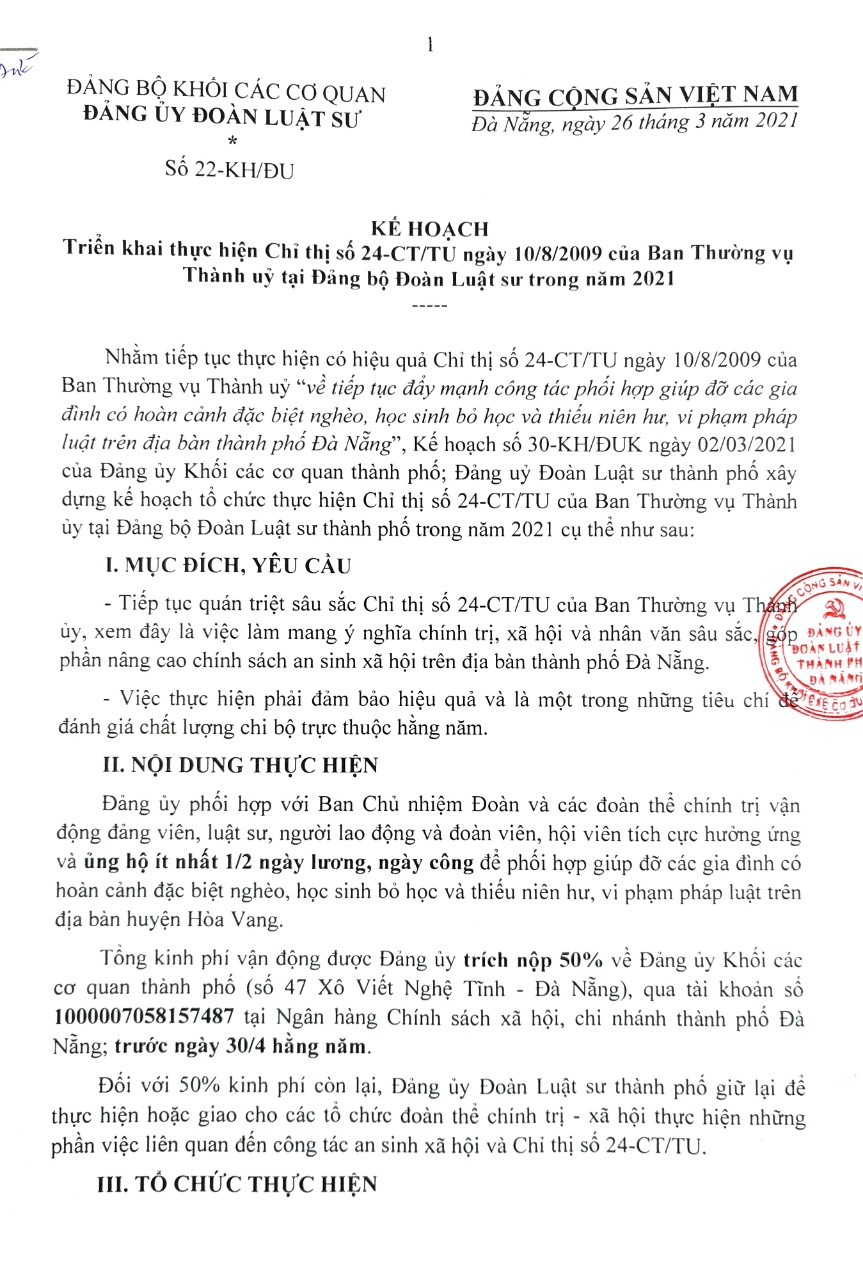 1
ĐẢNG BỘ KHỐI CÁC CƠ QUAN
ĐẢNG ỦY ĐOÀN LUẬT SƯ
*
Số 22-KH/ĐU
ĐẢNG CỘNG SẢN VIỆT NAM
Đà Nẵng, ngày 26 tháng 3 năm 2021
KẾ HOẠCH
Triển khai thực hiện Chỉ thị số 24-CT/TU ngày 10/8/2009 của Ban Thường vụ
Thành uỷ tại Đảng bộ Đoàn Luật sư trong năm 2021
-----
Nhằm tiếp tục thực hiện có hiệu quả Chỉ thị số 24-CT/TU ngày 10/8/2009 của
Ban Thường vụ Thành uỷ “về tiếp tục đẩy mạnh công tác phối hợp giúp đỡ các gia
đình có hoàn cảnh đặc biệt nghèo, học sinh bỏ học và thiếu niên hư, vi phạm pháp
luật trên địa bàn thành phố Đà Nẵng”, Kế hoạch số 30-KH/ĐUK ngày 02/03/2021
của Đảng ủy Khối các cơ quan thành phố; Đảng uỷ Đoàn Luật sư thành phố xây
dựng kế hoạch tổ chức thực hiện Chỉ thị số 24-CT/TU của Ban Thường vụ Thành
ủy tại Đảng bộ Đoàn Luật sư thành phố trong năm 2021 cụ thể như sau:
I. MỤC ĐÍCH, YÊU CẦU
- Tiếp tục quán triệt sâu sắc Chỉ thị số 24-CT/TU của Ban Thường vụ Thành
ủy, xem đây là việc làm mang ý nghĩa chính trị, xã hội và nhân văn sâu sắc, góp
phần nâng cao chính sách an sinh xã hội trên địa bàn thành phố Đà Nẵng.
- Việc thực hiện phải đảm bảo hiệu quả và là một trong những tiêu chí để
đánh giá chất lượng chi bộ trực thuộc hằng năm.
ĐẢNG ỦY
ĐOÀN LUẬT
THÀNH PH
ĐÀ NẴNG
II. NỘI DUNG THỰC HIỆN
Đảng ủy phối hợp với Ban Chủ nhiệm Đoàn và các đoàn thể chính trị vận
động đảng viên, luật sư, người lao động và đoàn viên, hội viên tích cực hưởng ứng
và ủng hộ ít nhất 1/2 ngày lương, ngày công để phối hợp giúp đỡ các gia đình có
hoàn cảnh đặc biệt nghèo, học sinh bỏ học và thiếu niên hư, vi phạm pháp luật trên
địa bàn huyện Hòa Vang.
Tổng kinh phí vận động được Đảng ủy trích nộp 50% về Đảng ủy Khối các
cơ quan thành phố (số 47 Xô Viết Nghệ Tĩnh - Đà Nẵng), qua tài khoản số
1000007058157487 tại Ngân hàng Chính sách xã hội, chi nhánh thành phố Đà
Nẵng; trước ngày 30/4 hằng năm.
Đối với 50% kinh phí còn lại, Đảng ủy Đoàn Luật sư thành phố giữ lại để
thực hiện hoặc giao cho các tổ chức đoàn thể chính trị - xã hội thực hiện những
phần việc liên quan đến công tác an sinh xã hội và Chỉ thị số 24-CT/TU.
III. TỔ CHỨC THỰC HIỆN